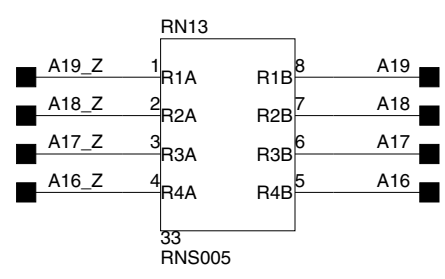 RN13
A19_Z 1 R1A R1B 8 A19
A18_Z 2 R2A R2B 7 A18
A17_Z 3 R3A R3B 6 A17
A16_Z 4 R4A R4B 5 A16
33
RNS005